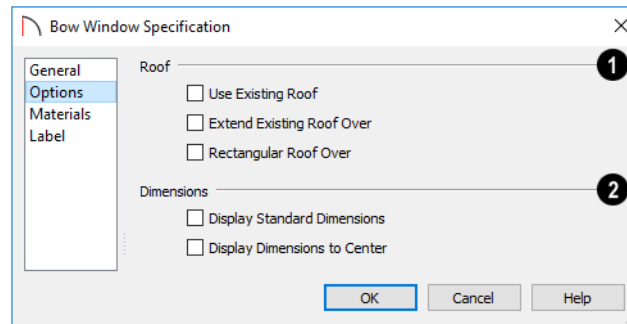 Bow Window Specification
General
Options
Materials
Label
Roof
1
Use Existing Roof
Extend Existing Roof Over
Rectangular Roof Over
Dimensions
2
Display Standard Dimensions
Display Dimensions to Center
OK Cancel Help